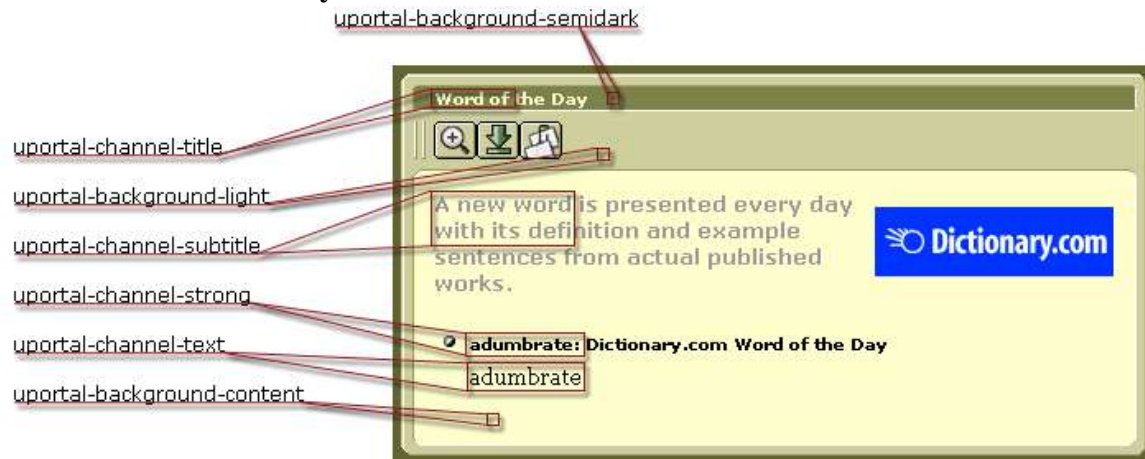 uportal-background-semidark
Word of the Day
uportal-channel-title
uportal-background-light
A new word is presented every day
with its definition and example
sentences from actual published
works.
Dictionary.com
uportal-channel-subtitle
uportal-channel-strong
adumbrate: Dictionary.com Word of the Day
uportal-channel-text
adumbrate
uportal-background-content